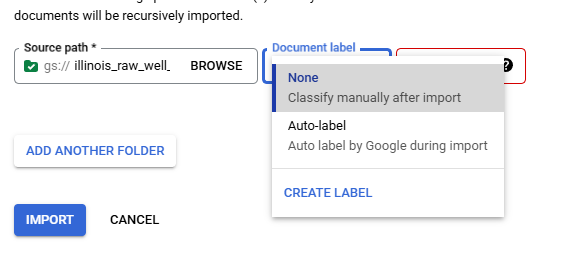 documents will be recursively imported.
Source path *
Document label
gs:// illinois_raw_well_
BROWSE
?
None
Classify manually after import
Auto-label
Auto label by Google during import
CREATE LABEL
ADD ANOTHER FOLDER
IMPORT
CANCEL